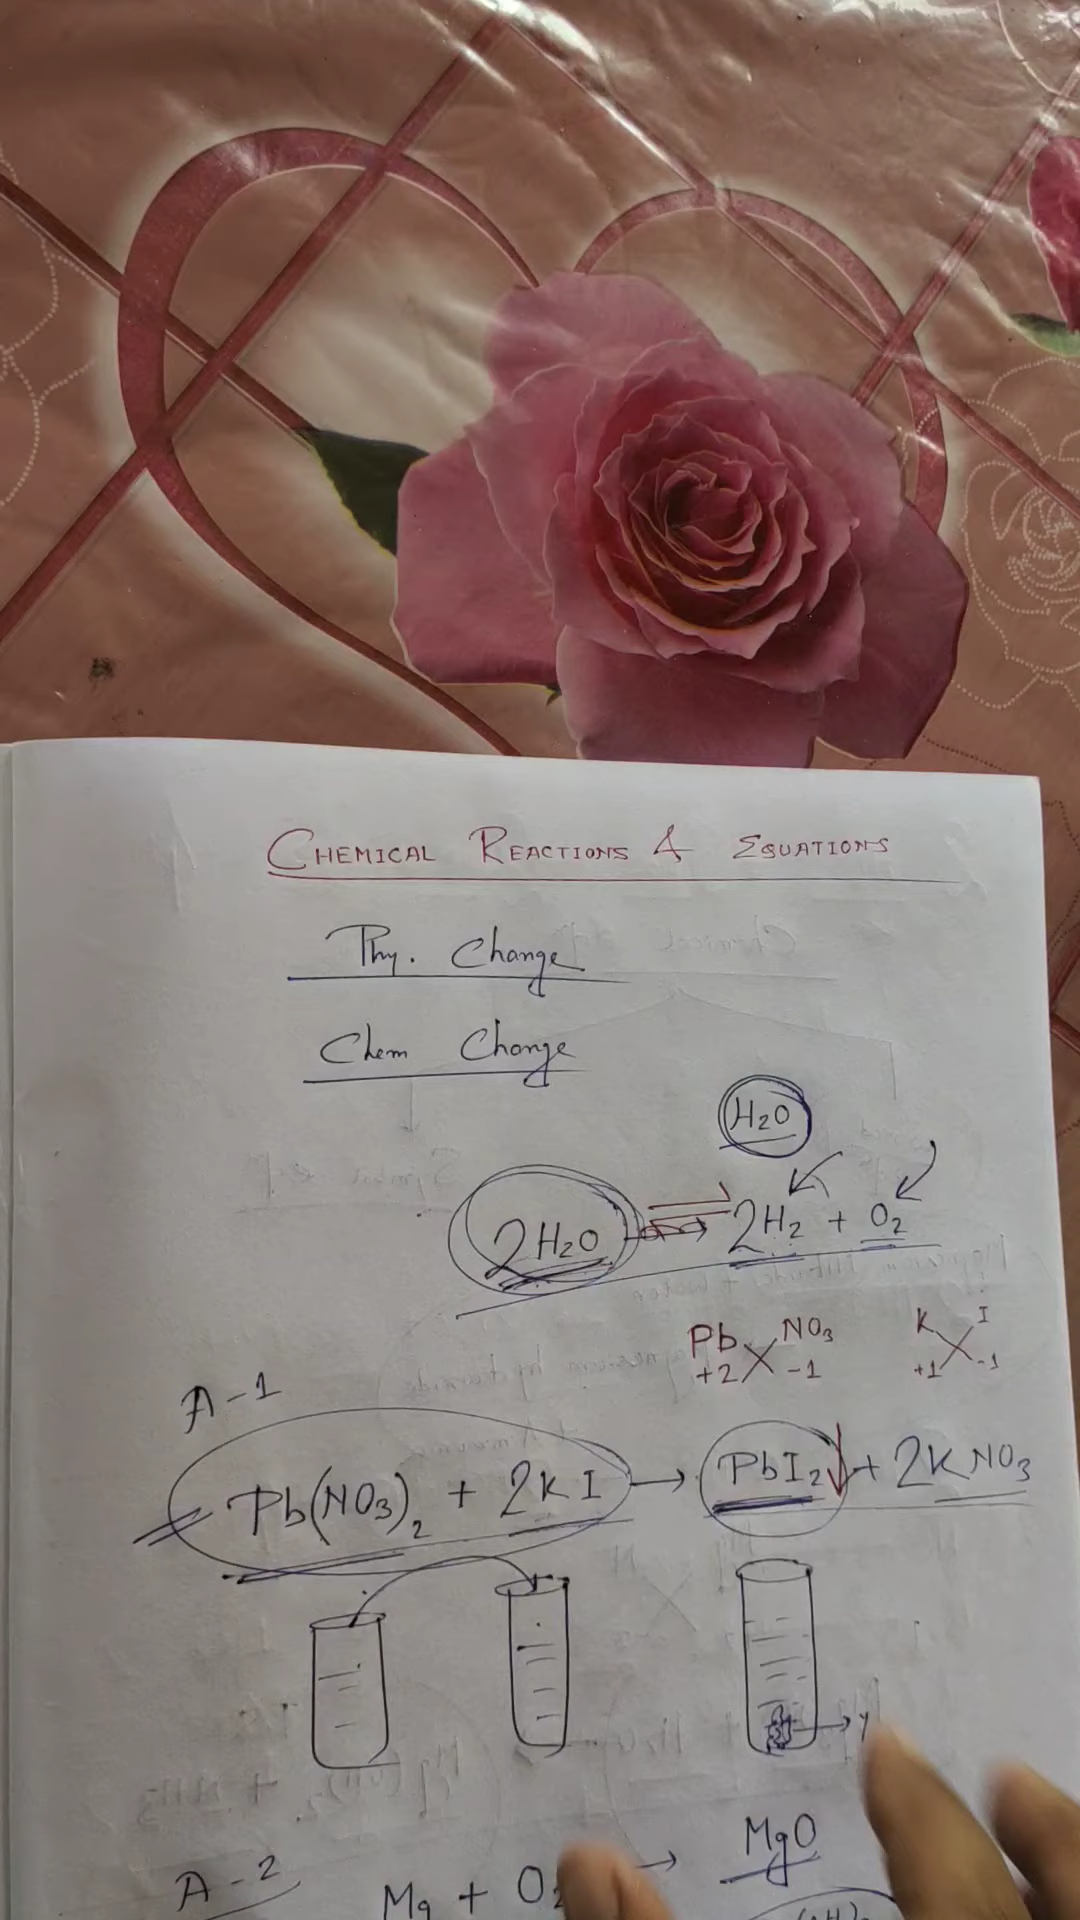 CHEMICAL REACTIONS & EQUATIONS
Phy. Change
Chem Change
H2O
2H2O → 2H2 + O2
Pb NO3 K I
+2 -1 +1 -1
A-1
Pb(NO3)2 + 2KI → PbI2↓ + 2KNO3
A-2
Mg + O2 → MgO